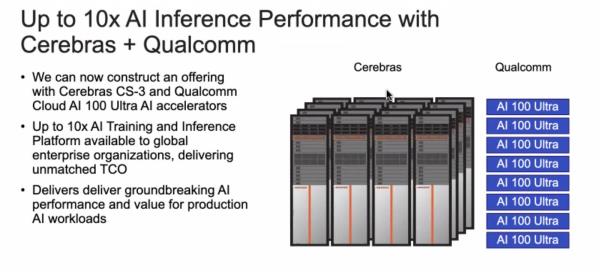 Up to 10x AI Inference Performance with
Cerebras + Qualcomm
• We can now construct an offering
with Cerebras CS-3 and Qualcomm
Cloud AI 100 Ultra AI accelerators
• Up to 10x AI Training and Inference
Platform available to global
enterprise organizations, delivering
unmatched TCO
• Delivers deliver groundbreaking AI
performance and value for production
AI workloads
Cerebras
Qualcomm
AI 100 Ultra
AI 100 Ultra
AI 100 Ultra
AI 100 Ultra
AI 100 Ultra
AI 100 Ultra
AI 100 Ultra
AI 100 Ultra